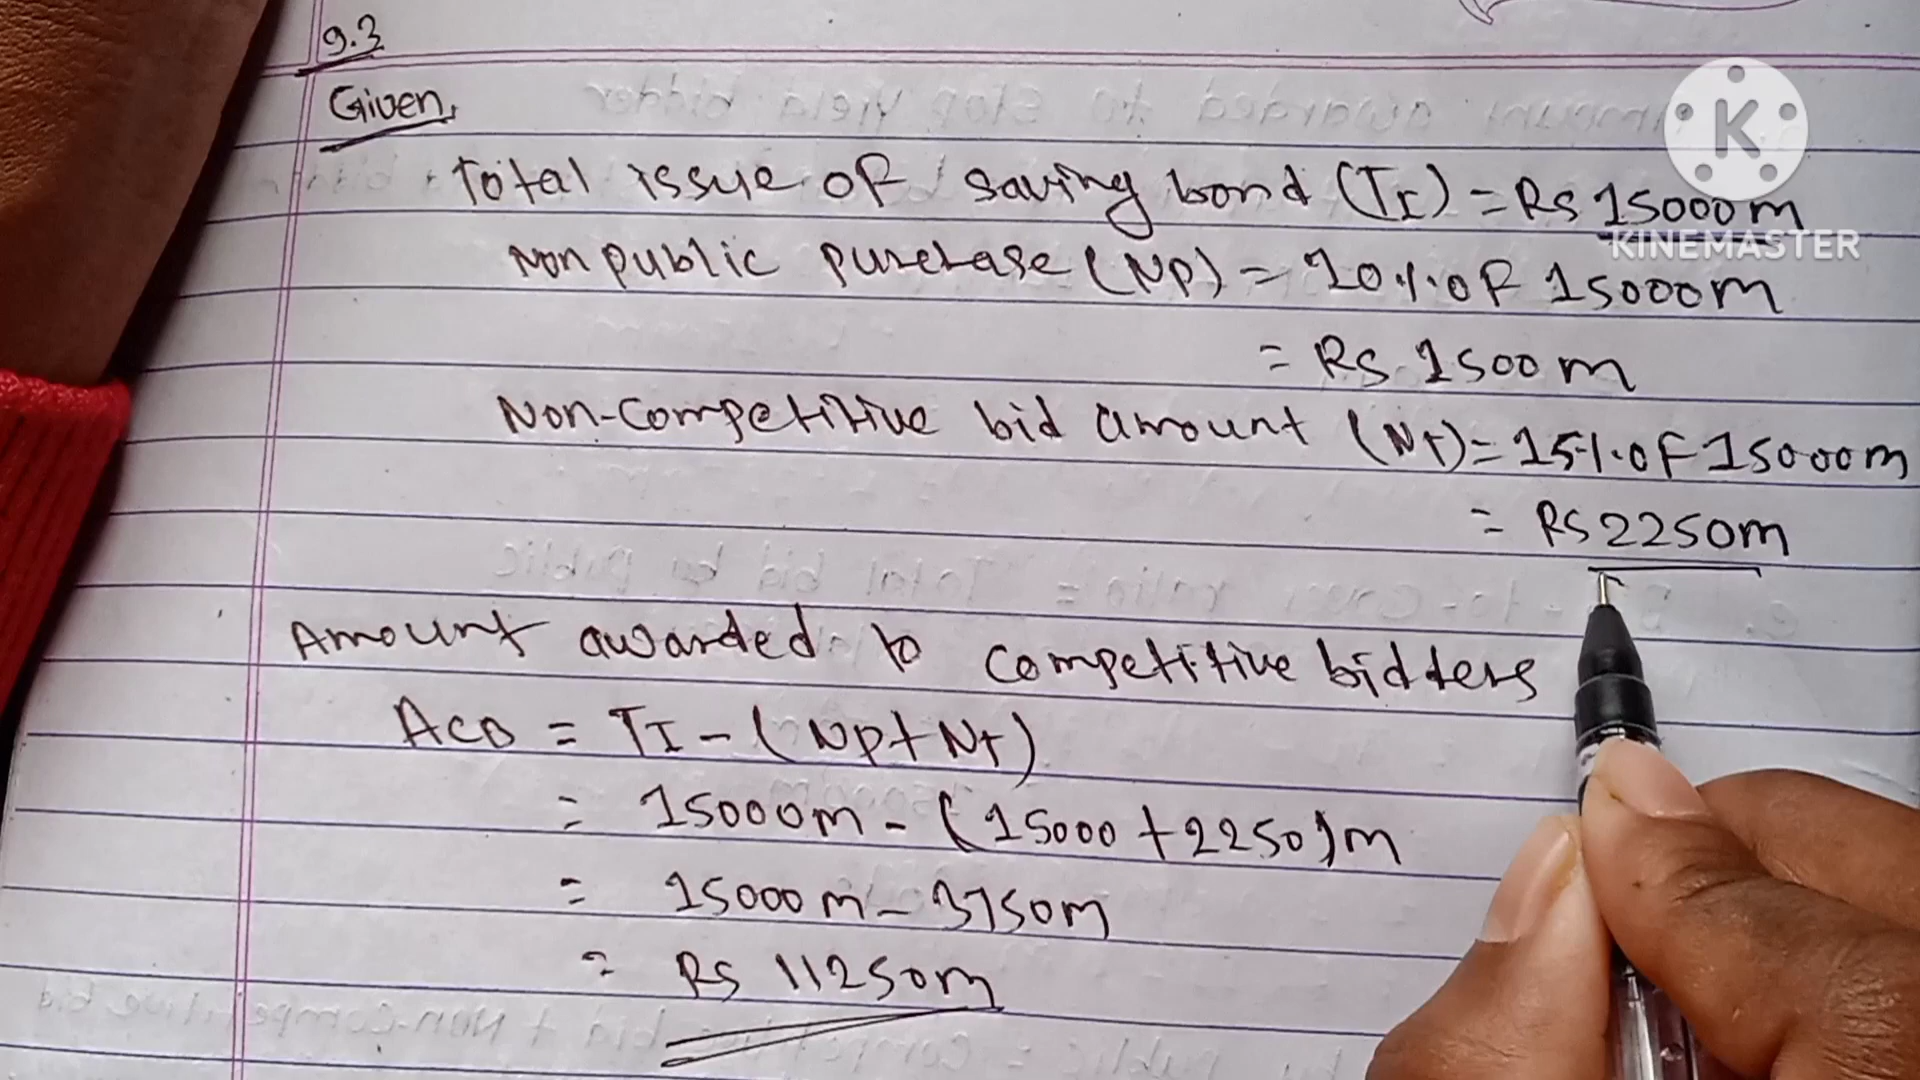 9.3
Given,
Total issue of saving bond (TI) = Rs 15000m
KINEMASTER
Non public purchase (Np) = 10% of 15000m
= Rs 1500m
Non-Competitive bid amount (NT) = 15% of 15000m
= Rs 2250m
Amount awarded to competitive bidders
ACB = TI - (Np + NT)
= 15000m - (15000 + 2250)m
= 15000m - 3750m
= Rs 11250m